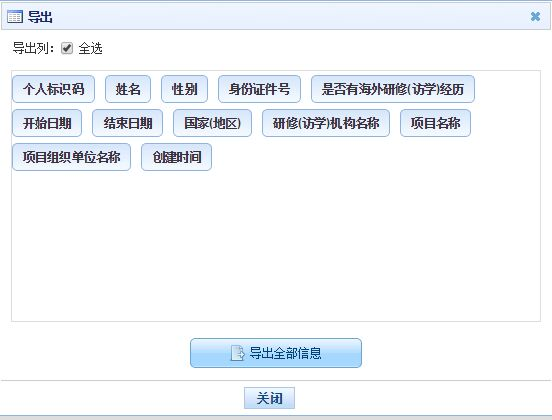 导出
导出列: 全选
个人标识码 姓名 性别 身份证件号 是否有海外研修(访学)经历
开始日期 结束日期 国家(地区) 研修(访学)机构名称 项目名称
项目组织单位名称 创建时间
导出全部信息
关闭